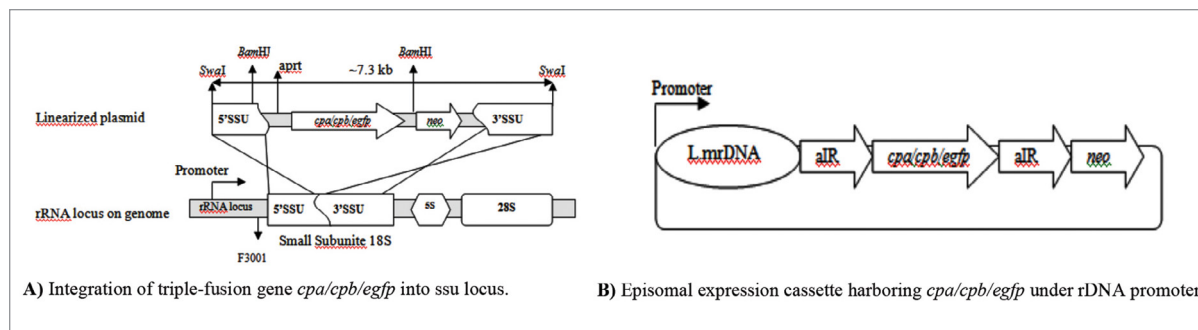 BamHI
BamHI
SwaI
aprt
~7.3 kb
SwaI
Linearized plasmid
5'SSU
cpa/cpb/egfp
neo
3'SSU
Promoter
rRNA locus on genome
rRNA locus
5'SSU
3'SSU
5S
28S
Small Subunite 18S
F3001
A) Integration of triple-fusion gene cpa/cpb/egfp into ssu locus.
Promoter
L.mrDNA
aIR
cpa/cpb/egfp
aIR
neo
B) Episomal expression cassette harboring cpa/cpb/egfp under rDNA promoter